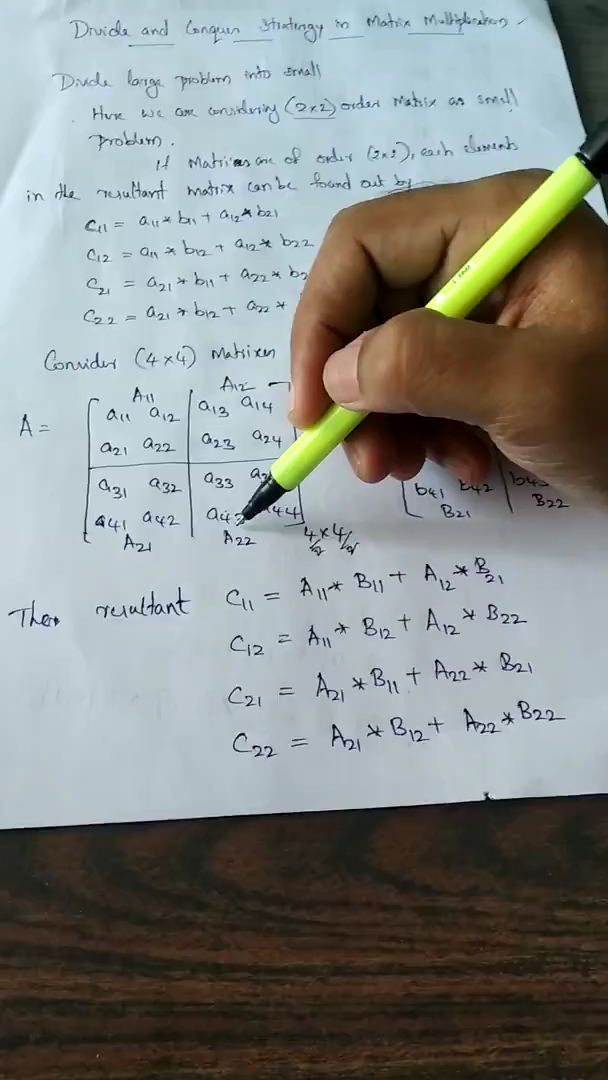 Divide and Conquer Stratergy in Matrix Multiplication
Divide large problem into small
Here we are considering (2×2) order matrix as small
problem.
If Matrices are of order (2×2), each elements
in the resultant matrix can be found out by
C11 = a11 * b11 + a12 * b21
C12 = a11 * b12 + a12 * b22
C21 = a21 * b11 + a22 * b2
C22 = a21 * b12 + a22 *
Consider (4×4) Matrixes
A11 A12
a11 a12 a13 a14
A =
a21 a22 a23 a24
a31 a32 a33
a41 a42 a44
A21 A22 4/2 × 4/2
b41 b42
B21 B22
Then resultant C11 = A11 * B11 + A12 * B21
C12 = A11 * B12 + A12 * B22
C21 = A21 * B11 + A22 * B21
C22 = A21 * B12 + A22 * B22